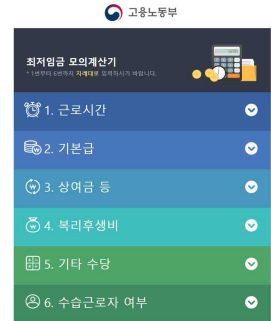 고용노동부
최저임금 모의계산기
* 1번부터 6번까지 차례대로 입력하시기 바랍니다.
1. 근로시간
2. 기본급
3. 상여금 등
4. 복리후생비
5. 기타 수당
6. 수습근로자 여부